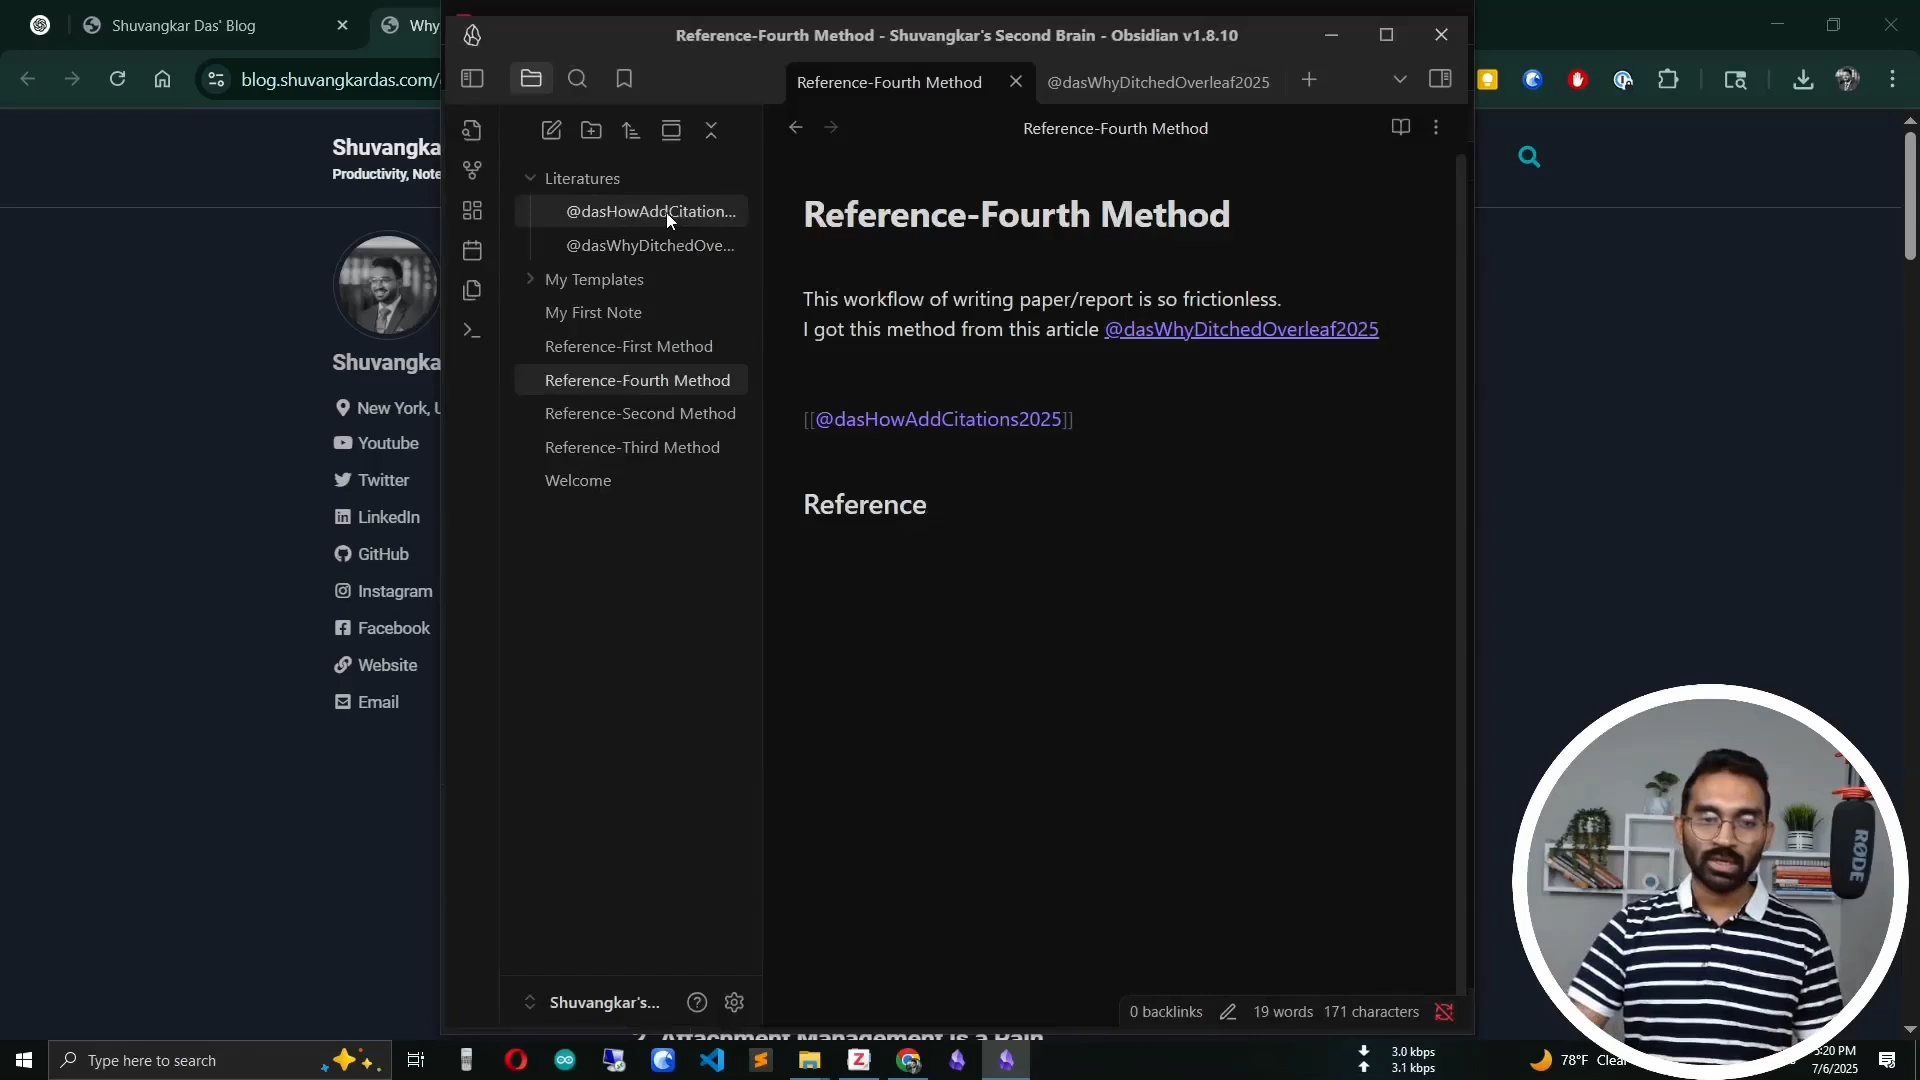 Shuvangkar Das' Blog
Why
blog.shuvangkardas.com/
Shuvangka
Productivity, Note
Shuvangka
New York, U
Youtube
Twitter
LinkedIn
GitHub
Instagram
Facebook
Website
Email
Reference-Fourth Method - Shuvangkar's Second Brain - Obsidian v1.8.10
Reference-Fourth Method
@dasWhyDitchedOverleaf2025
Literatures
@dasHowAddCitation...
@dasWhyDitchedOve...
My Templates
My First Note
Reference-First Method
Reference-Fourth Method
Reference-Second Method
Reference-Third Method
Welcome
Shuvangkar's...
Reference-Fourth Method
Reference-Fourth Method
This workflow of writing paper/report is so frictionless.
I got this method from this article @dasWhyDitchedOverleaf2025
[[@dasHowAddCitations2025]]
Reference
0 backlinks
19 words
171 characters
RØDE
Type here to search
3.0 kbps
3.1 kbps
78°F Clea
5:20 PM
7/6/2025